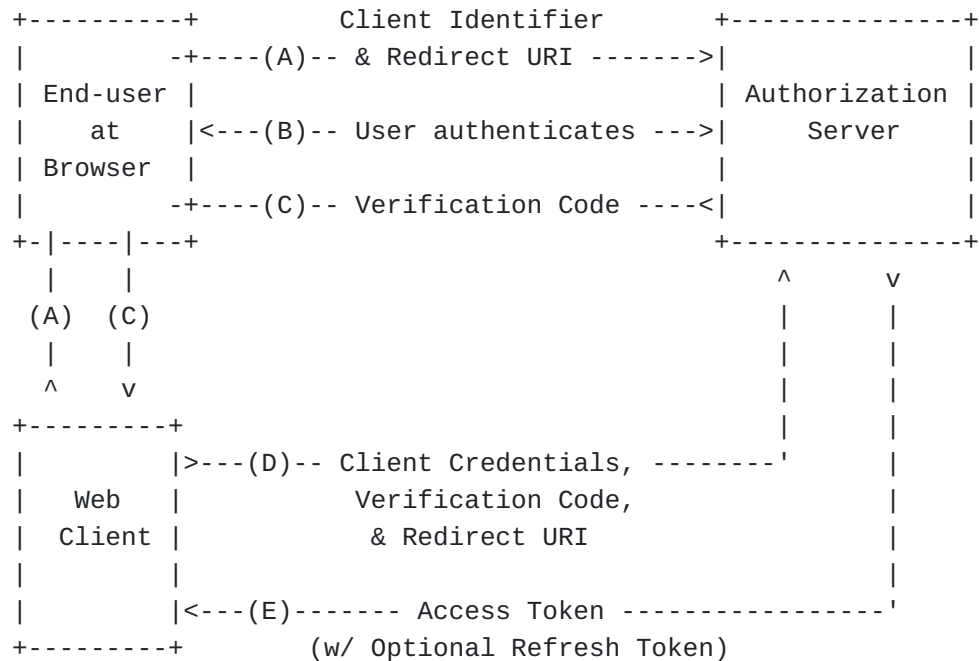 +----------+          Client Identifier       +---------------+
|         -+----(A)-- & Redirect URI ------->|               |
| End-user |                                  | Authorization |
|    at    |<---(B)-- User authenticates --->|     Server    |
| Browser  |                                  |               |
|         -+----(C)-- Verification Code ----<|               |
+-|----|---+                                  +---------------+
  |    |                                          ^      v
 (A)  (C)                                         |      |
  |    |                                          |      |
  ^    v                                          |      |
+---------+                                       |      |
|         |>---(D)-- Client Credentials, --------'      |
|   Web   |           Verification Code,                 |
|  Client |            & Redirect URI                    |
|         |                                              |
|         |<---(E)------- Access Token -----------------'
+---------+        (w/ Optional Refresh Token)